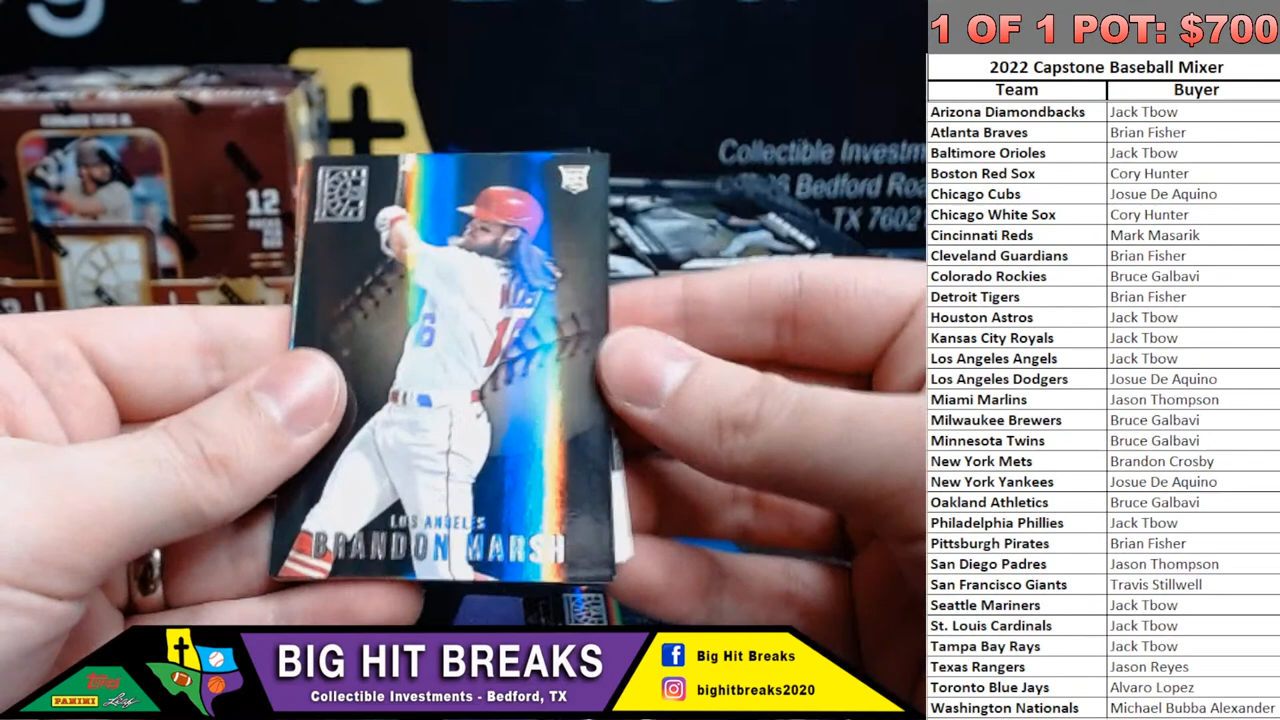 1 OF 1 POT: $700
2022 Capstone Baseball Mixer
Team Buyer
Arizona Diamondbacks Jack Tbow
Atlanta Braves Brian Fisher
Baltimore Orioles Jack Tbow
Boston Red Sox Cory Hunter
Chicago Cubs Josue De Aquino
Chicago White Sox Cory Hunter
Cincinnati Reds Mark Masarik
Cleveland Guardians Brian Fisher
Colorado Rockies Bruce Galbavi
Detroit Tigers Brian Fisher
Houston Astros Jack Tbow
Kansas City Royals Jack Tbow
Los Angeles Angels Jack Tbow
Los Angeles Dodgers Josue De Aquino
Miami Marlins Jason Thompson
Milwaukee Brewers Bruce Galbavi
Minnesota Twins Bruce Galbavi
New York Mets Brandon Crosby
New York Yankees Josue De Aquino
Oakland Athletics Bruce Galbavi
Philadelphia Phillies Jack Tbow
Pittsburgh Pirates Brian Fisher
San Diego Padres Jason Thompson
San Francisco Giants Travis Stillwell
Seattle Mariners Jack Tbow
St. Louis Cardinals Jack Tbow
Tampa Bay Rays Jack Tbow
Texas Rangers Jason Reyes
Toronto Blue Jays Alvaro Lopez
Washington Nationals Michael Bubba Alexander
Collectible Investm
Bedford Roa
TX 7602
12
LOS ANGELES
BRANDON MARSH
BIG HIT BREAKS
Collectible Investments - Bedford, TX
Big Hit Breaks
bighitbreaks2020
Topps
PANINI
Leaf